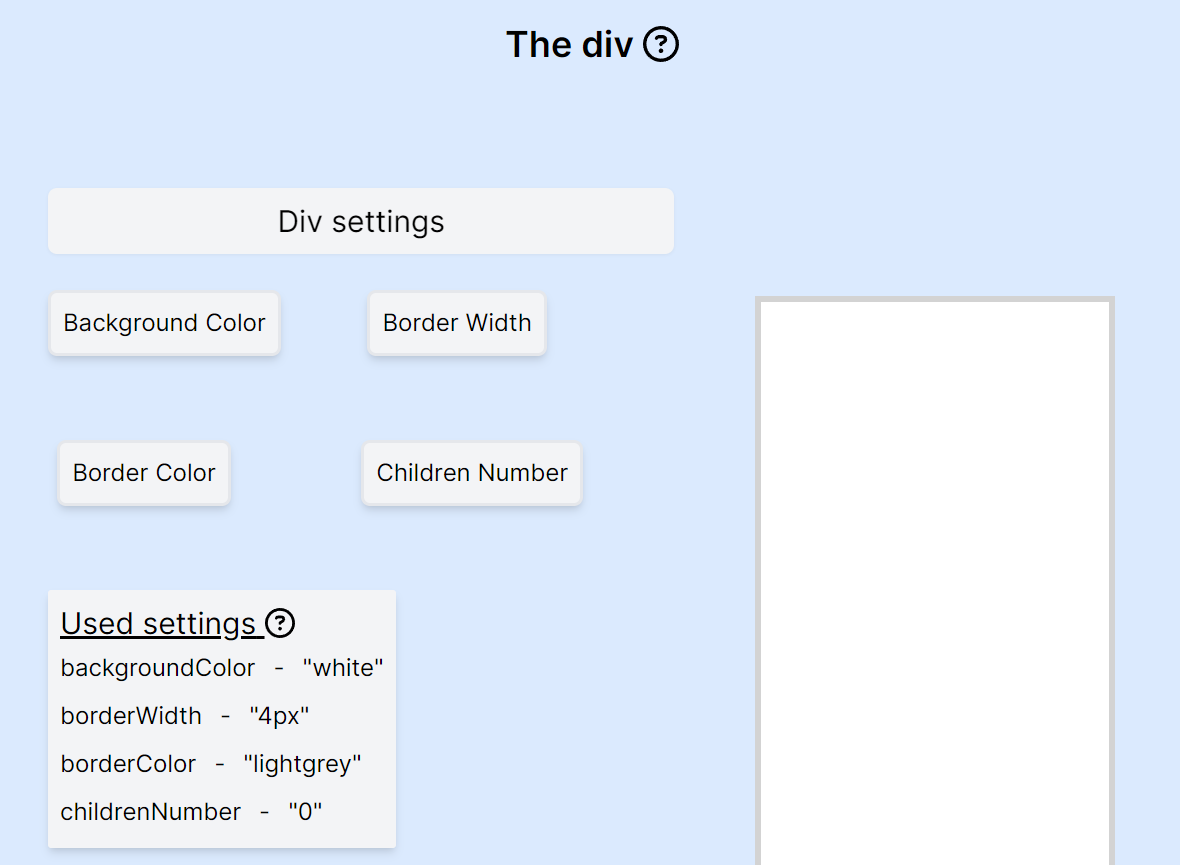 The div
Div settings
Background Color
Border Width
Border Color
Children Number
Used settings
backgroundColor - "white"
borderWidth - "4px"
borderColor - "lightgrey"
childrenNumber - "0"